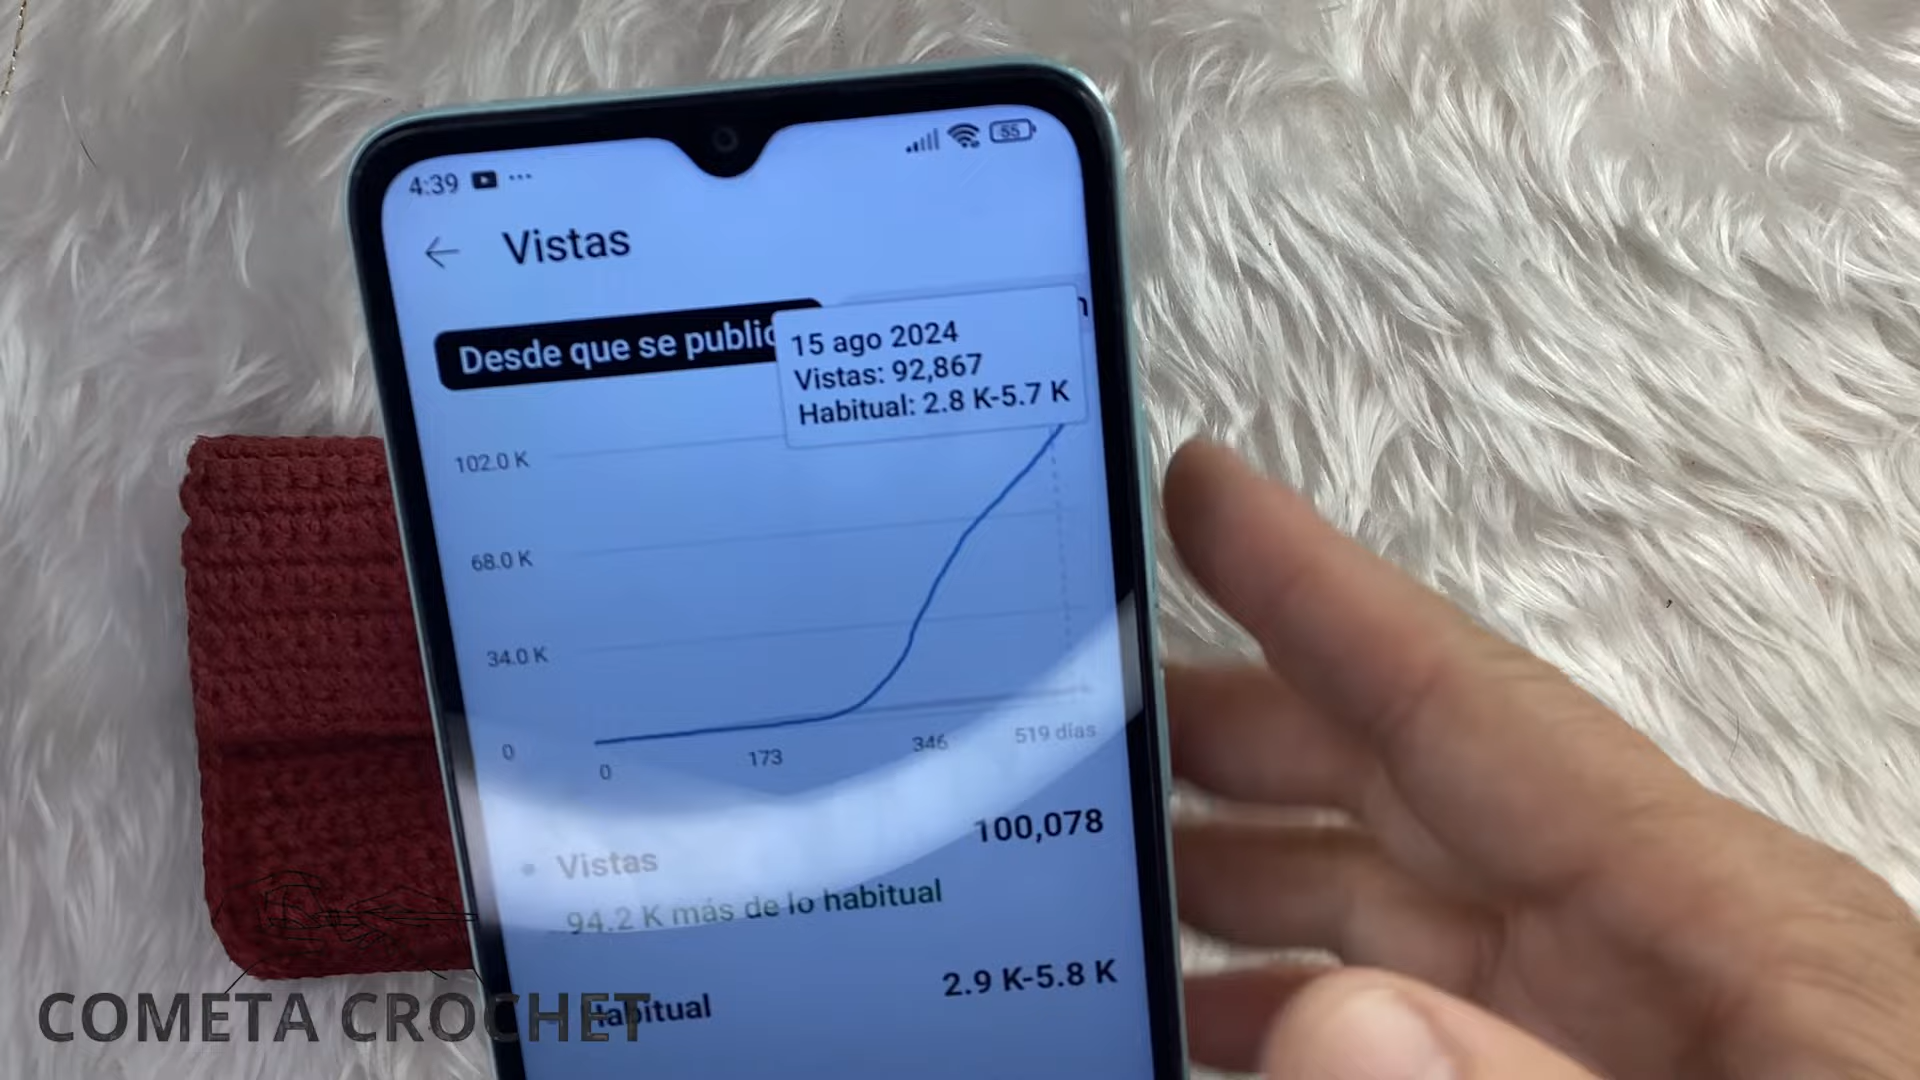 4:39
55
Vistas
Desde que se public
15 ago 2024
Vistas: 92,867
Habitual: 2.8 K-5.7 K
102.0 K
68.0 K
34.0 K
0
0
173
346
519 días
Vistas
100,078
94.2 K más de lo habitual
Habitual
2.9 K-5.8 K
COMETA CROCHET